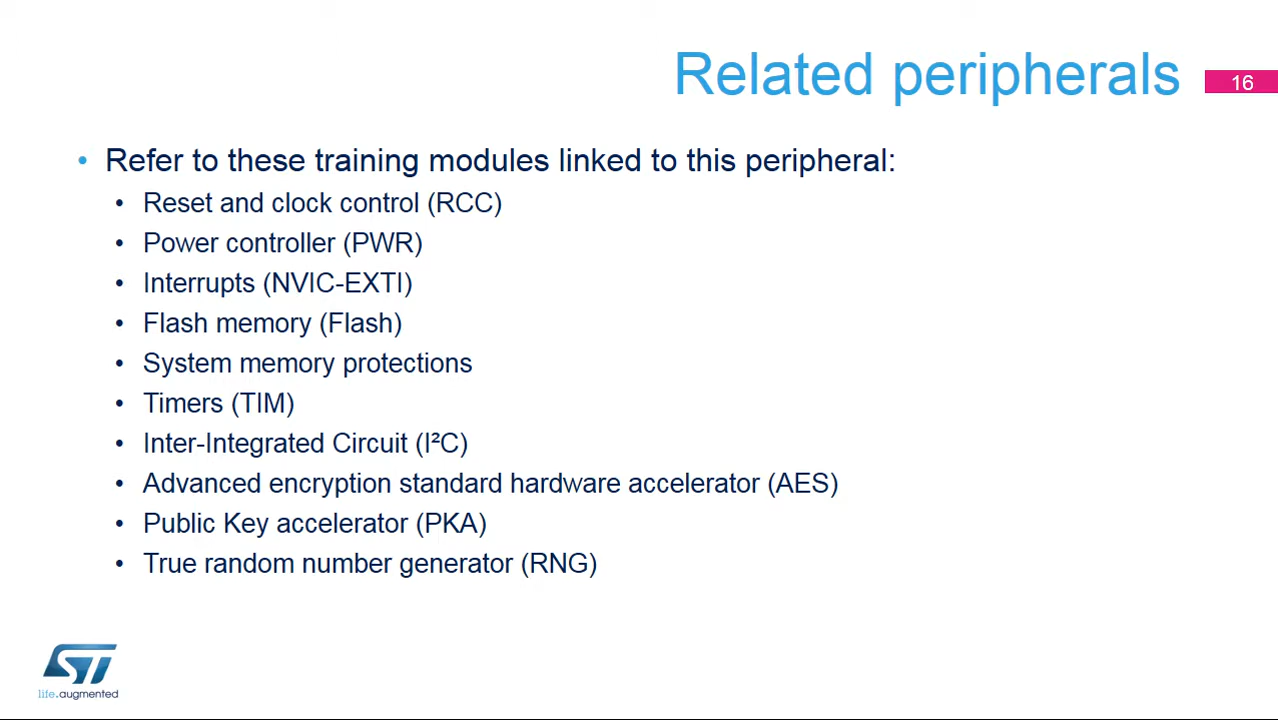 Related peripherals
16
• Refer to these training modules linked to this peripheral:
• Reset and clock control (RCC)
• Power controller (PWR)
• Interrupts (NVIC-EXTI)
• Flash memory (Flash)
• System memory protections
• Timers (TIM)
• Inter-Integrated Circuit (I²C)
• Advanced encryption standard hardware accelerator (AES)
• Public Key accelerator (PKA)
• True random number generator (RNG)
ST
life.augmented